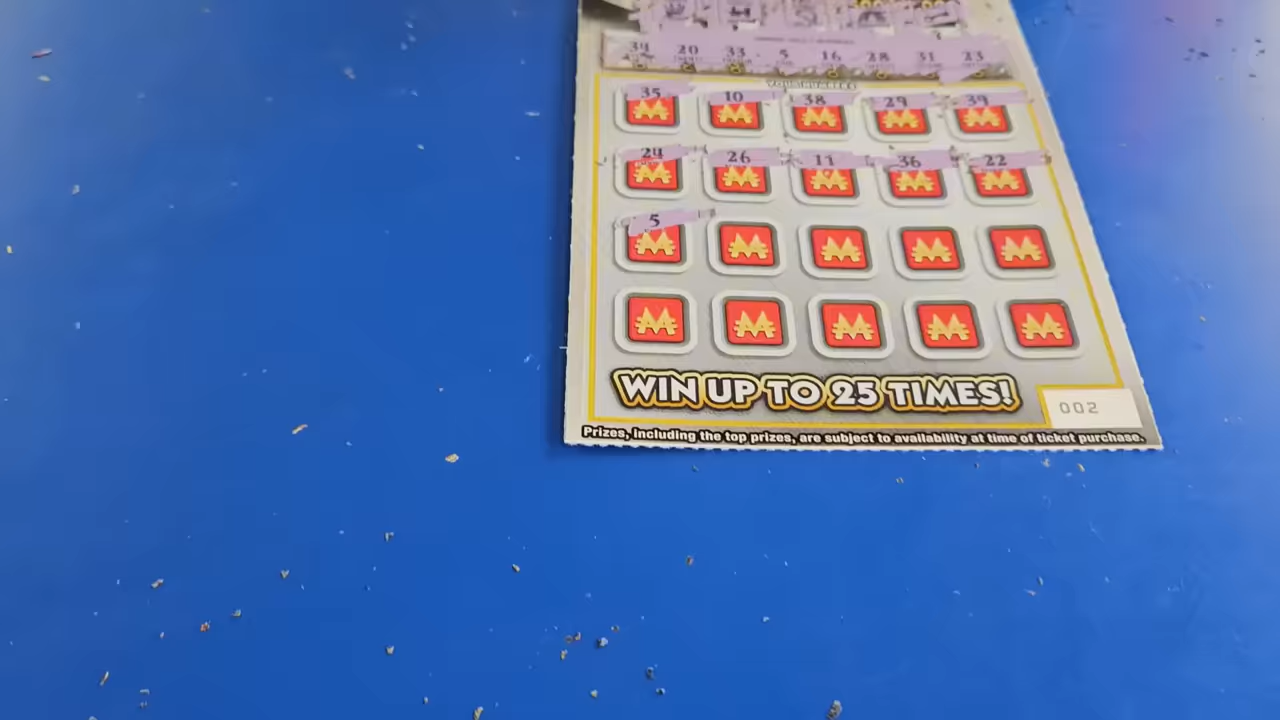 34 20 33 5 16 28 31 23
YOUR NUMBERS
35 10 38 29 39
24 26 11 36 22
5
WIN UP TO 25 TIMES!
002
Prizes, including the top prizes, are subject to availability at time of ticket purchase.